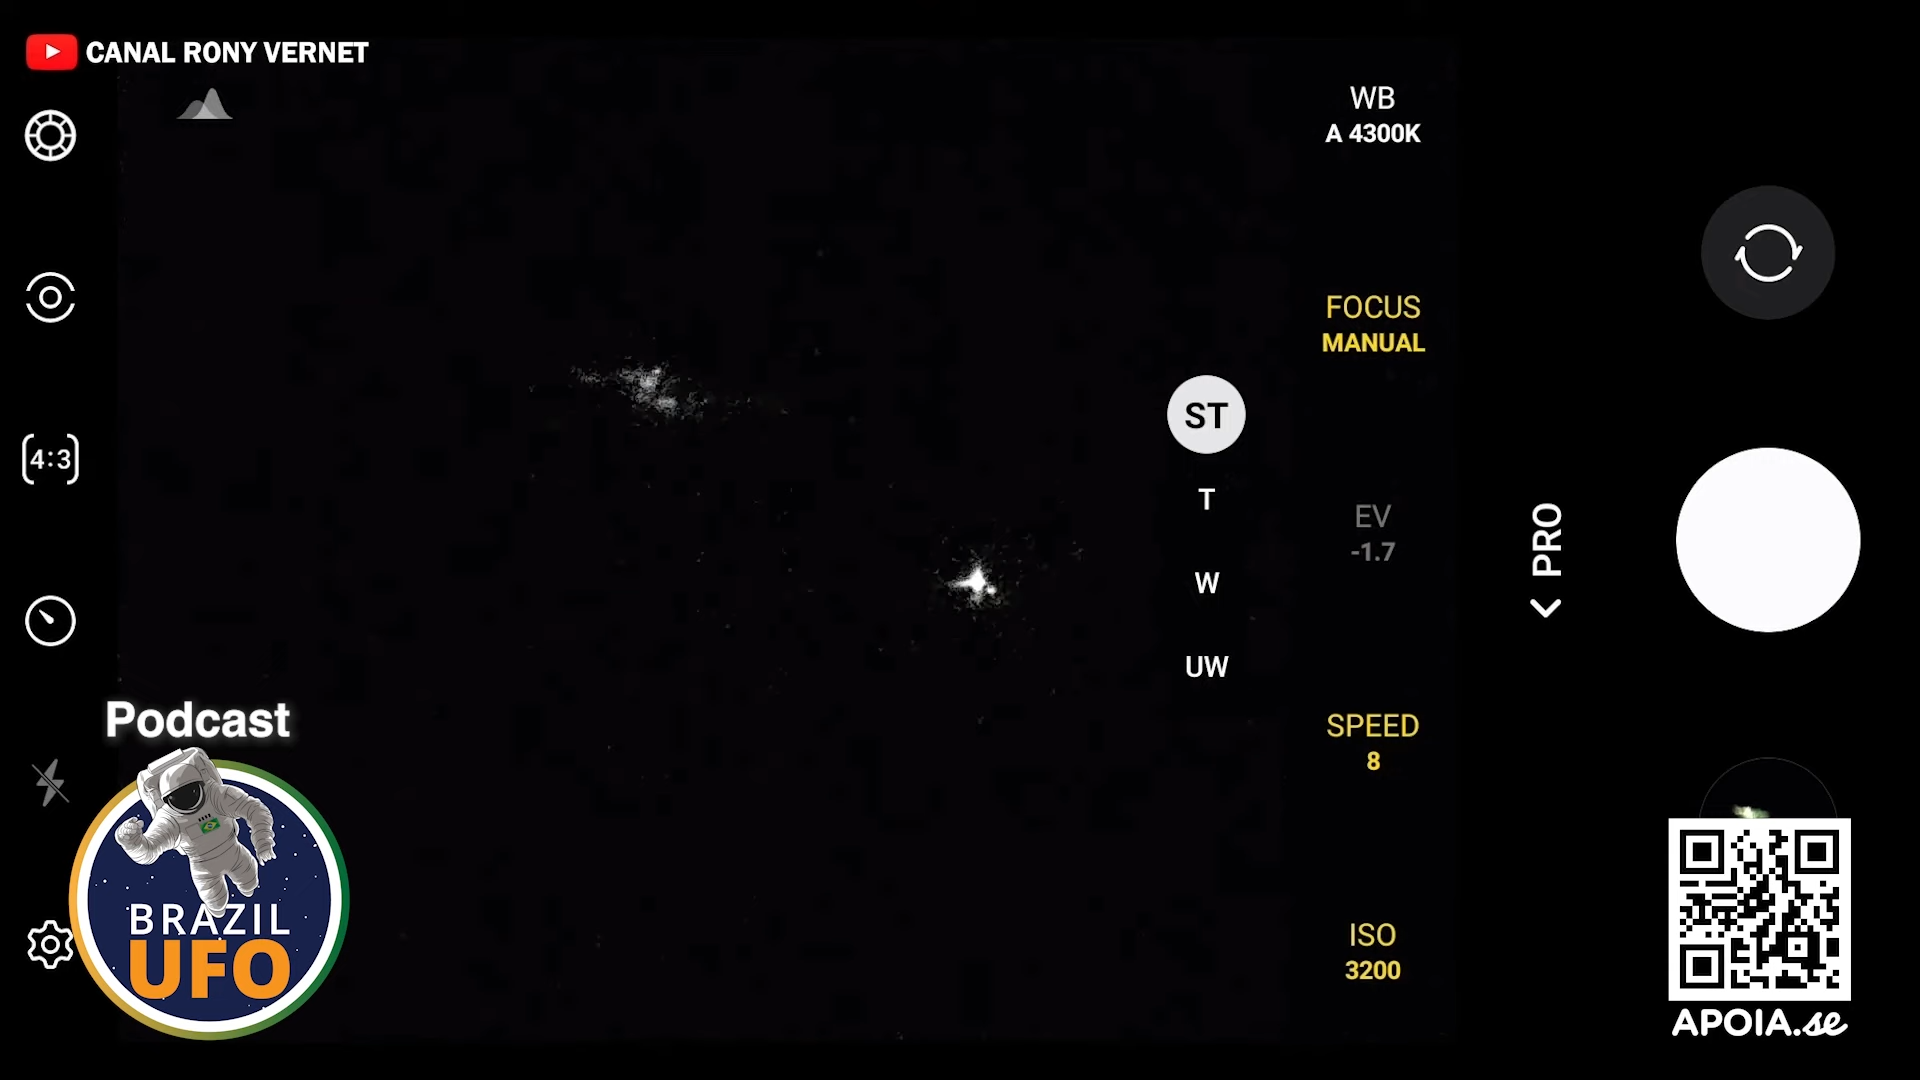 CANAL RONY VERNET
WB
A 4300K
FOCUS
MANUAL
ST
4:3
T
EV
-1.7
PRO
W
UW
Podcast
SPEED
8
BRAZIL
UFO
ISO
3200
APOIA.se